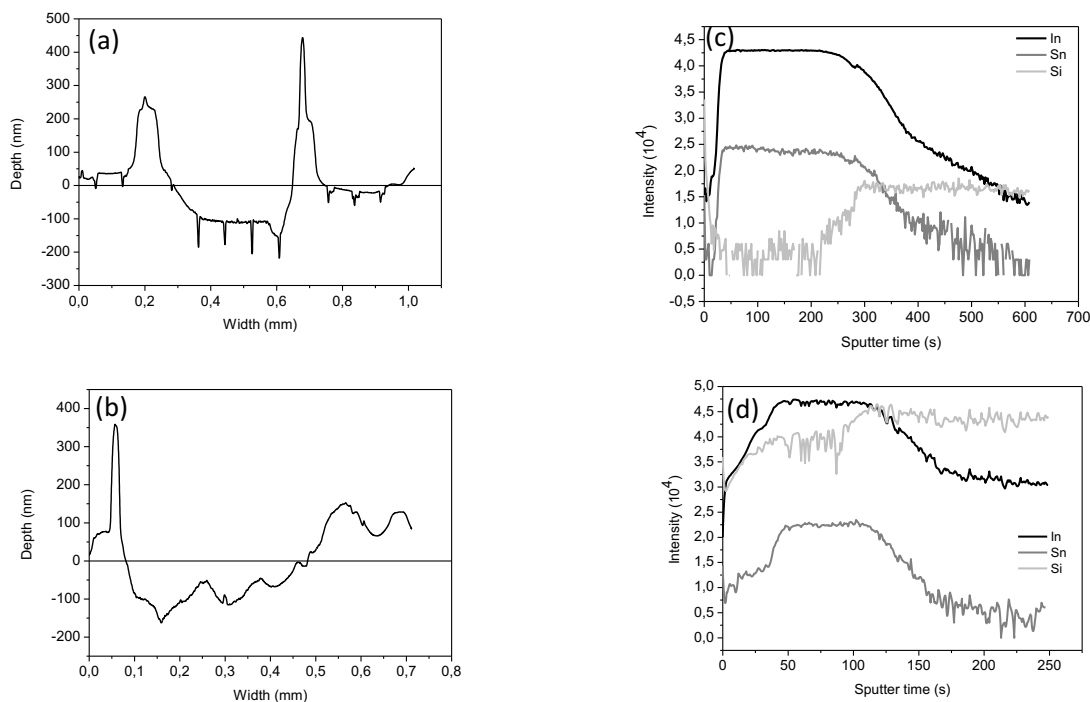 (a)
500
400
300
200
100
0
-100
-200
-300
Depth (nm)
0,0 0,2 0,4 0,6 0,8 1,0
Width (mm)
(b)
400
300
200
100
0
-100
-200
Depth (nm)
0,0 0,1 0,2 0,3 0,4 0,5 0,6 0,7 0,8
Width (mm)
(c)
4,5
4,0
3,5
3,0
2,5
2,0
1,5
1,0
0,5
0,0
-0,5
Intensity (10^4)
In
Sn
Si
0 100 200 300 400 500 600 700
Sputter time (s)
(d)
5,0
4,5
4,0
3,5
3,0
2,5
2,0
1,5
1,0
0,5
0,0
Intensity (10^4)
In
Sn
Si
0 50 100 150 200 250
Sputter time (s)